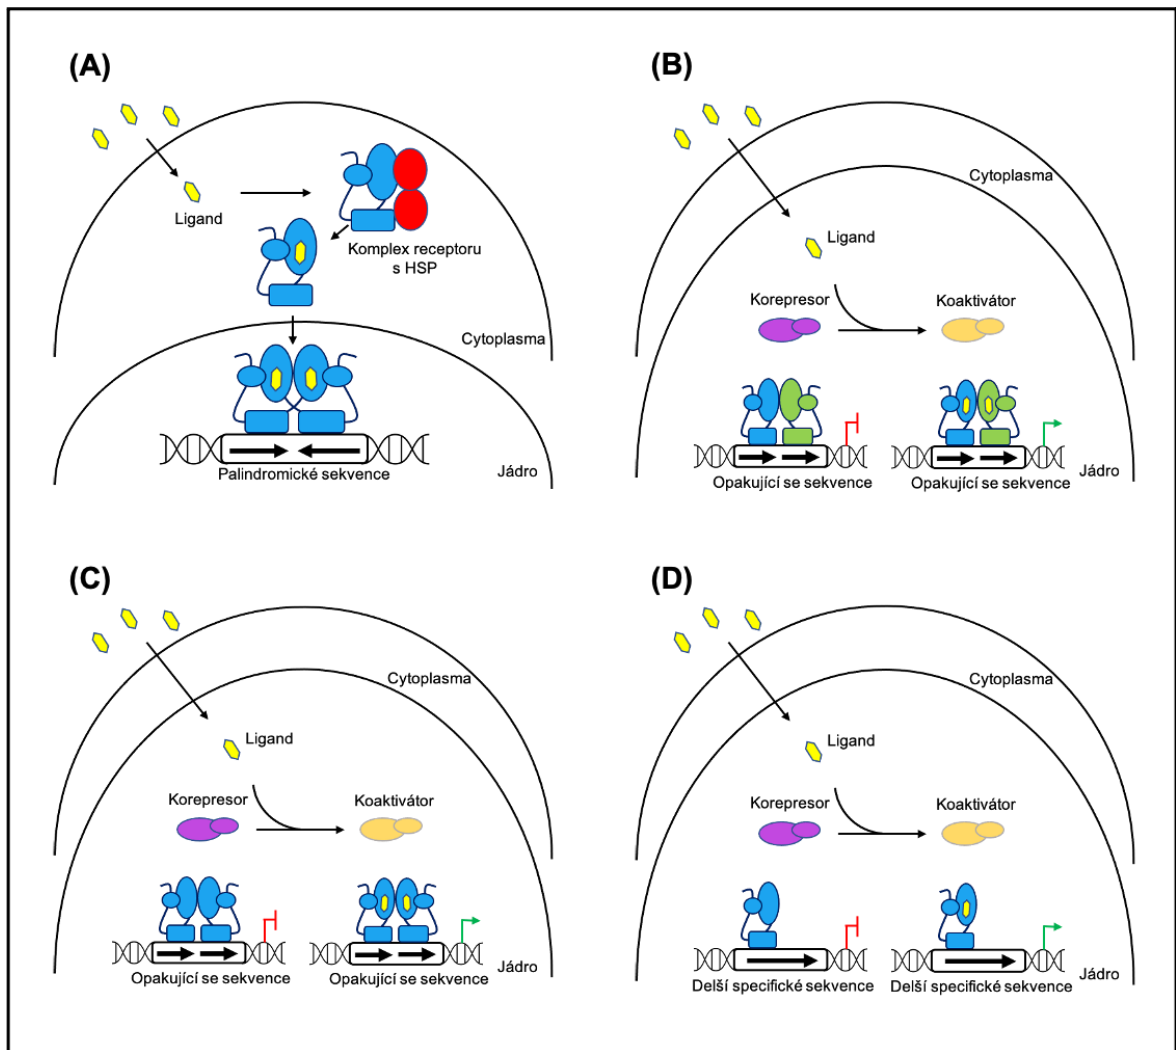 (A)
Ligand
Komplex receptoru
s HSP
Cytoplasma
Palindromické sekvence
Jádro
(B)
Cytoplasma
Ligand
Korepresor
Koaktivátor
Opakující se sekvence
Opakující se sekvence
Jádro
(C)
Cytoplasma
Ligand
Korepresor
Koaktivátor
Opakující se sekvence
Opakující se sekvence
Jádro
(D)
Cytoplasma
Ligand
Korepresor
Koaktivátor
Delší specifické sekvence
Delší specifické sekvence
Jádro